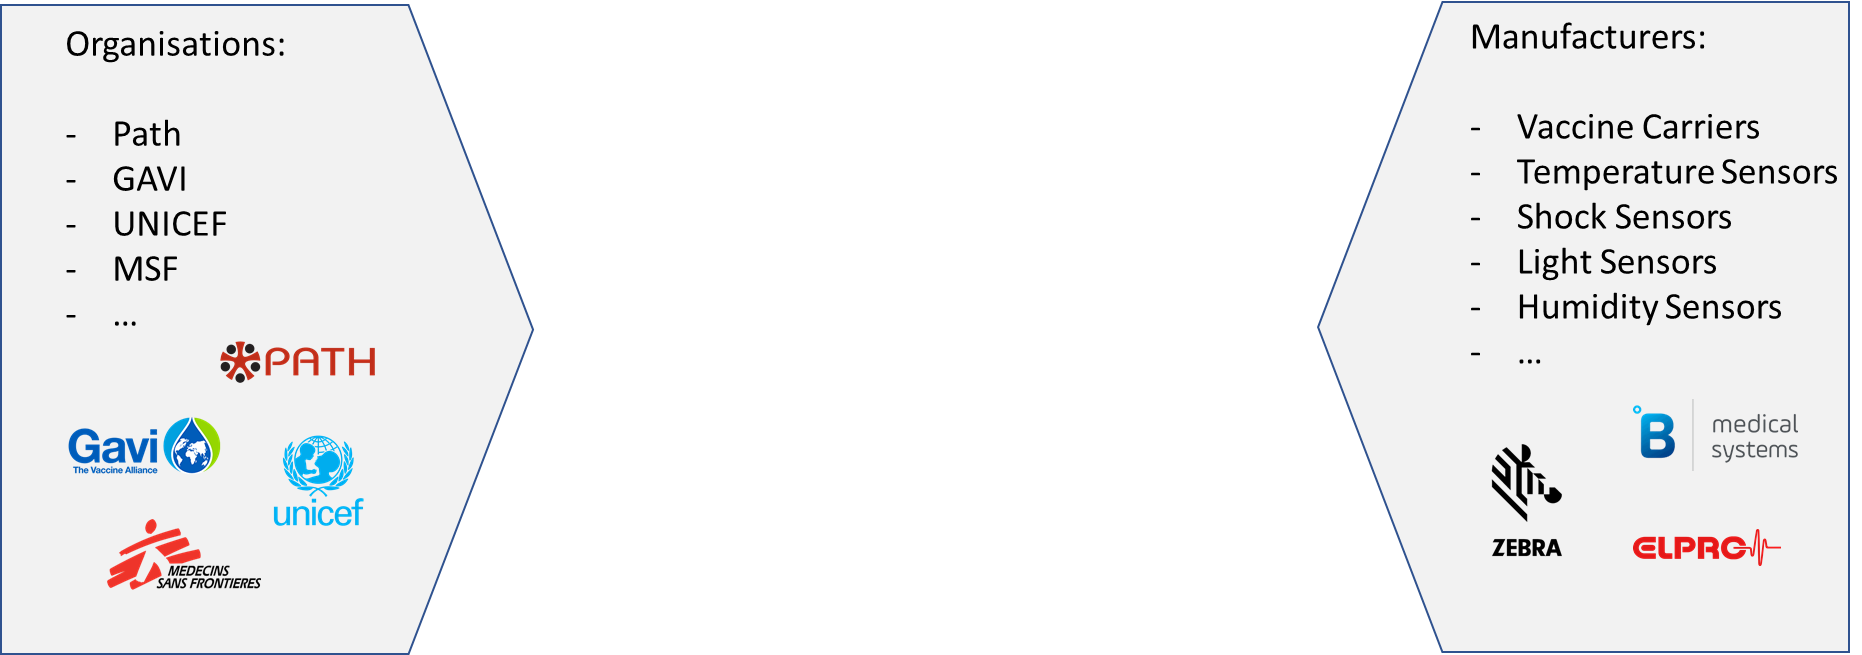 Organisations:
- Path
- GAVI
- UNICEF
- MSF
- ...
PATH
Gavi
The Vaccine Alliance
unicef
MEDECINS
SANS FRONTIERES
Manufacturers:
- Vaccine Carriers
- Temperature Sensors
- Shock Sensors
- Light Sensors
- Humidity Sensors
- ...
B medical
systems
ZEBRA
ELPRO